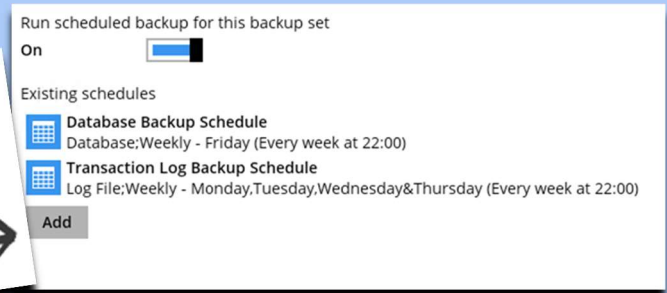 Run scheduled backup for this backup set
On
Existing schedules
Database Backup Schedule
Database;Weekly - Friday (Every week at 22:00)
Transaction Log Backup Schedule
Log File;Weekly - Monday,Tuesday,Wednesday&Thursday (Every week at 22:00)
Add